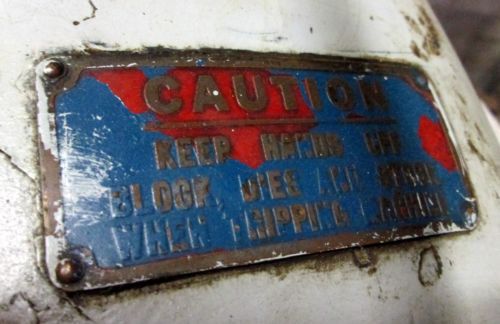 CAUTION
KEEP HANDS OFF
BLOCK, DIES AND STOCK
WHEN TRIPPING MACHINE